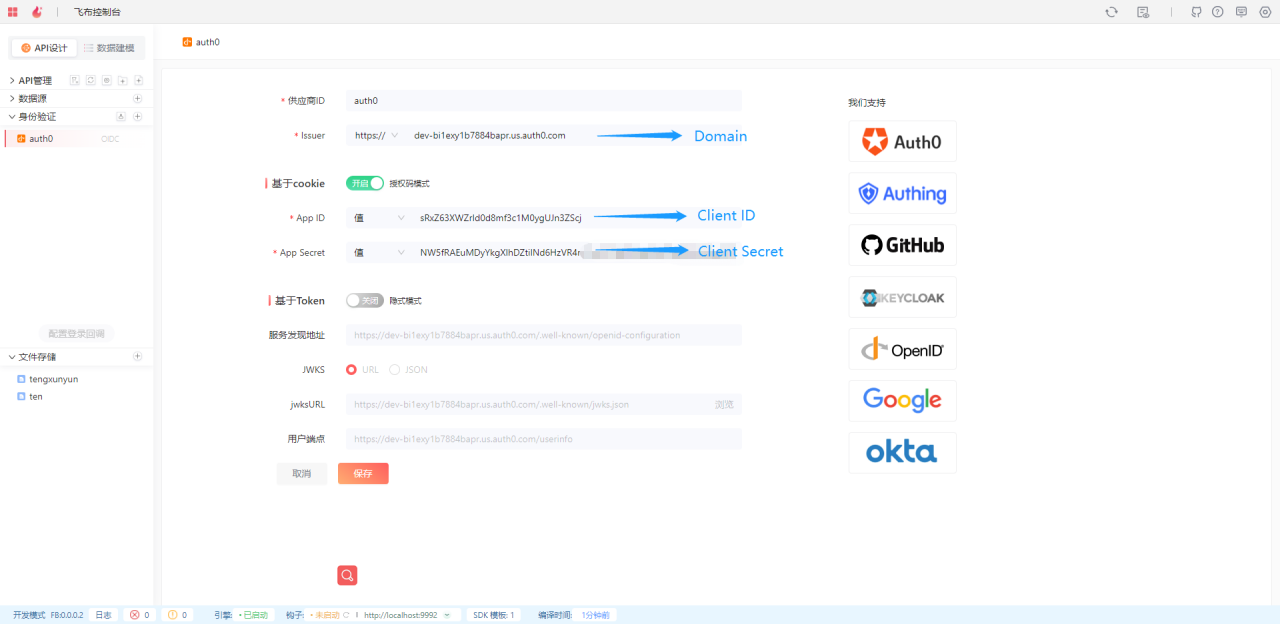 飞布控制台
API设计 数据建模
auth0
API管理
数据源
身份验证
auth0 OIDC
配置登录回调
文件存储
tengxunyun
ten
* 供应商ID auth0
* Issuer https:// dev-bi1exy1b7884bapr.us.auth0.com Domain
基于cookie 开启 授权码模式
* App ID 值 sRxZ63XWZrld0d8mf3c1M0ygUJn3ZScj Client ID
* App Secret 值 Client Secret
基于Token 关闭 隐式模式
服务发现地址 https://dev-bi1exy1b7884bapr.us.auth0.com/.well-known/openid-configuration
JWKS URL JSON
jwksURL https://dev-bi1exy1b7884bapr.us.auth0.com/.well-known/jwks.json 浏览
用户端点 https://dev-bi1exy1b7884bapr.us.auth0.com/userinfo
取消 保存
我们支持
Auth0
Authing
GitHub
KEYCLOAK
OpenID
Google
okta
开发模式 FB:0.0.0.2 日志 0 0 引擎: 已启动 钩子: 未启动 http://localhost:9992 SDK 模板: 1 编译时间: 1分钟前